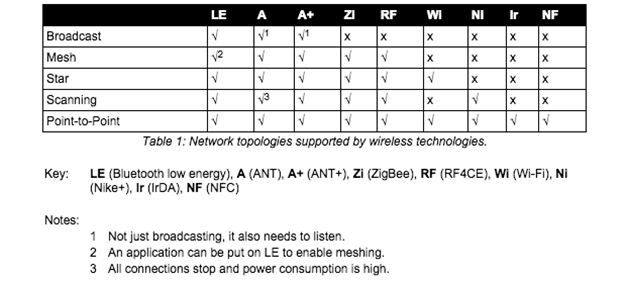 LE A A+ Zi RF Wi Ni Ir NF
Broadcast √ √1 √1 x x x x x x
Mesh √2 √ √ √ √ x x x x
Star √ √ √ √ √ √ x x x
Scanning √ √3 √ √ √ x √ x x
Point-to-Point √ √ √ √ √ √ √ √ √
Table 1: Network topologies supported by wireless technologies.
Key: LE (Bluetooth low energy), A (ANT), A+ (ANT+), Zi (ZigBee), RF (RF4CE), Wi (Wi-Fi), Ni
(Nike+), Ir (IrDA), NF (NFC)
Notes:
1 Not just broadcasting, it also needs to listen.
2 An application can be put on LE to enable meshing.
3 All connections stop and power consumption is high.